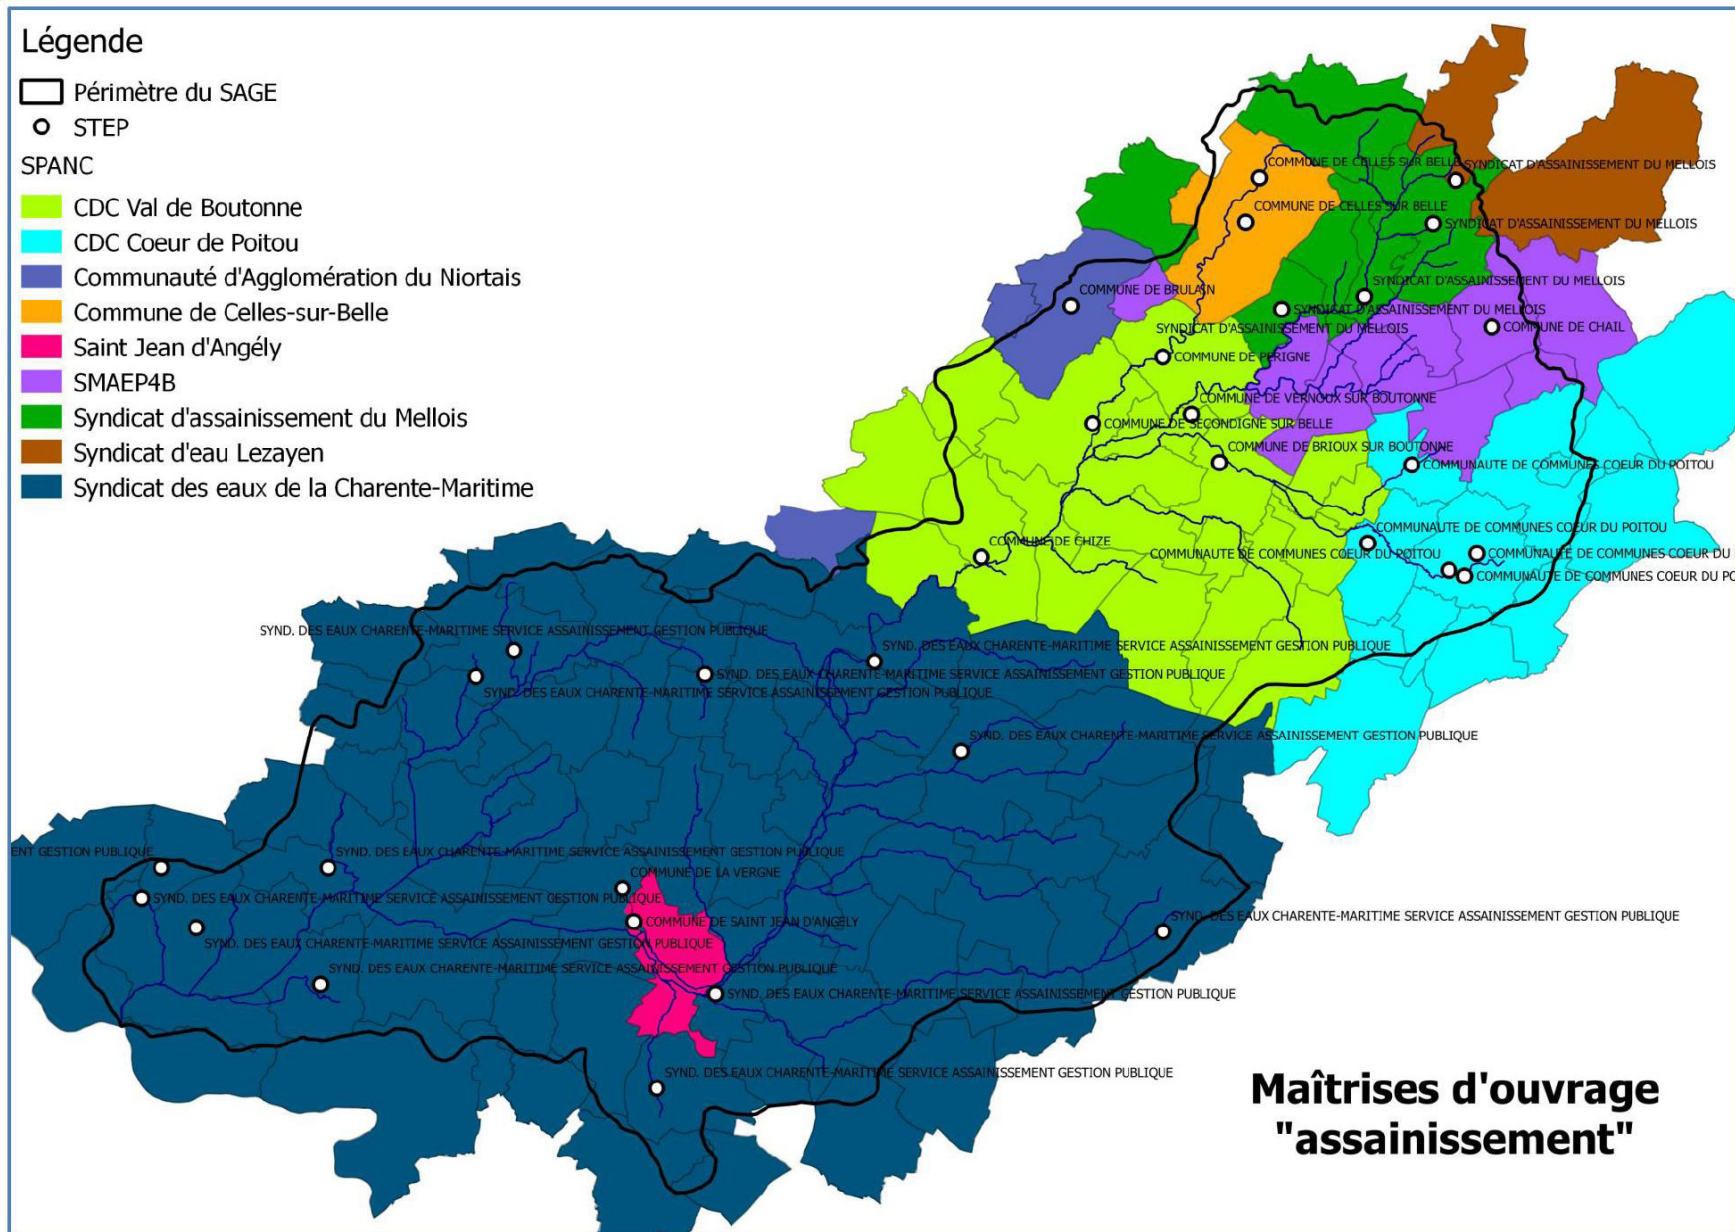 Légende
Périmètre du SAGE
STEP
SPANC
CDC Val de Boutonne
CDC Coeur de Poitou
Communauté d'Agglomération du Niortais
Commune de Celles-sur-Belle
Saint Jean d'Angély
SMAEP4B
Syndicat d'assainissement du Mellois
Syndicat d'eau Lezayen
Syndicat des eaux de la Charente-Maritime
COMMUNE DE CELLES SUR BELLE
SYNDICAT D'ASSAINISSEMENT DU MELLOIS
COMMUNE DE CELLES SUR BELLE
SYNDICAT D'ASSAINISSEMENT DU MELLOIS
SYNDICAT D'ASSAINISSEMENT DU MELLOIS
COMMUNE DE BRULAIN
SYNDICAT D'ASSAINISSEMENT DU MELLOIS
SYNDICAT D'ASSAINISSEMENT DU MELLOIS
COMMUNE DE CHAIL
COMMUNE DE PERIGNE
COMMUNE DE VERNOUX SUR BOUTONNE
COMMUNE DE SECONDIGNE SUR BELLE
COMMUNE DE BRIOUX SUR BOUTONNE
COMMUNAUTE DE COMMUNES COEUR DU POITOU
COMMUNAUTE DE COMMUNES COEUR DU POITOU
COMMUNE DE CHIZE
COMMUNAUTE DE COMMUNES COEUR DU POITOU
COMMUNAUTE DE COMMUNES COEUR DU
COMMUNAUTE DE COMMUNES COEUR DU PO
SYND. DES EAUX CHARENTE-MARITIME SERVICE ASSAINISSEMENT GESTION PUBLIQUE
SYND. DES EAUX CHARENTE-MARITIME SERVICE ASSAINISSEMENT GESTION PUBLIQUE
SYND. DES EAUX CHARENTE-MARITIME SERVICE ASSAINISSEMENT GESTION PUBLIQUE
SYND. DES EAUX CHARENTE-MARITIME SERVICE ASSAINISSEMENT GESTION PUBLIQUE
SYND. DES EAUX CHARENTE-MARITIME SERVICE ASSAINISSEMENT GESTION PUBLIQUE
ENT GESTION PUBLIQUE
SYND. DES EAUX CHARENTE-MARITIME SERVICE ASSAINISSEMENT GESTION PUBLIQUE
COMMUNE DE LA VERGNE
SYND. DES EAUX CHARENTE-MARITIME SERVICE ASSAINISSEMENT GESTION PUBLIQUE
COMMUNE DE SAINT JEAN D'ANGELY
SYND. DES EAUX CHARENTE-MARITIME SERVICE ASSAINISSEMENT GESTION PUBLIQUE
SYND. DES EAUX CHARENTE-MARITIME SERVICE ASSAINISSEMENT GESTION PUBLIQUE
SYND. DES EAUX CHARENTE-MARITIME SERVICE ASSAINISSEMENT GESTION PUBLIQUE
SYND. DES EAUX CHARENTE-MARITIME SERVICE ASSAINISSEMENT GESTION PUBLIQUE
SYND. DES EAUX CHARENTE-MARITIME SERVICE ASSAINISSEMENT GESTION PUBLIQUE
Maîtrises d'ouvrage
"assainissement"